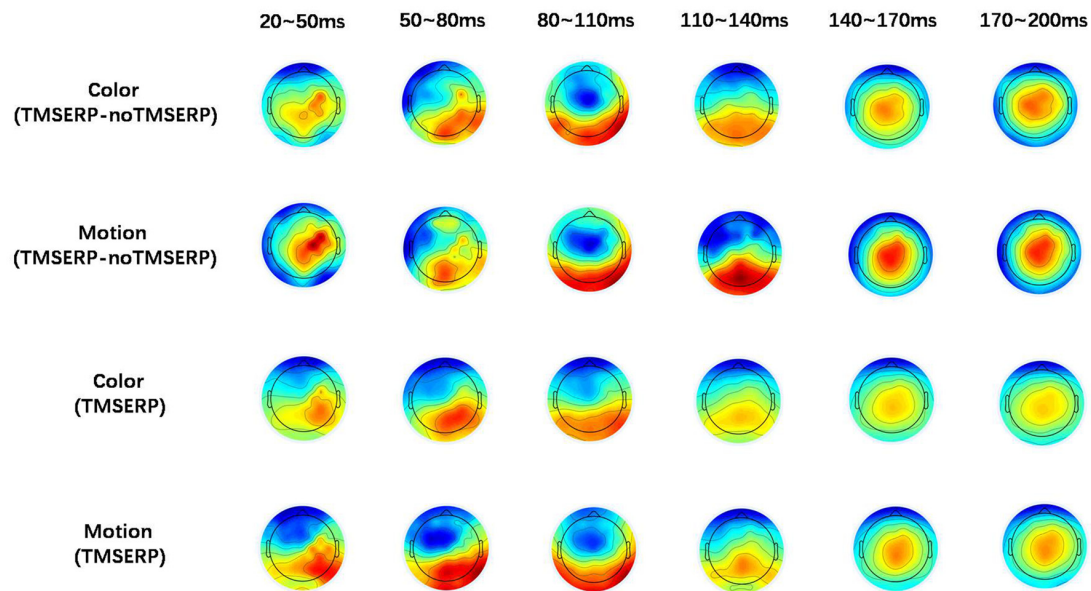 20~50ms 50~80ms 80~110ms 110~140ms 140~170ms 170~200ms
Color
(TMSERP-noTMSERP)
Motion
(TMSERP-noTMSERP)
Color
(TMSERP)
Motion
(TMSERP)